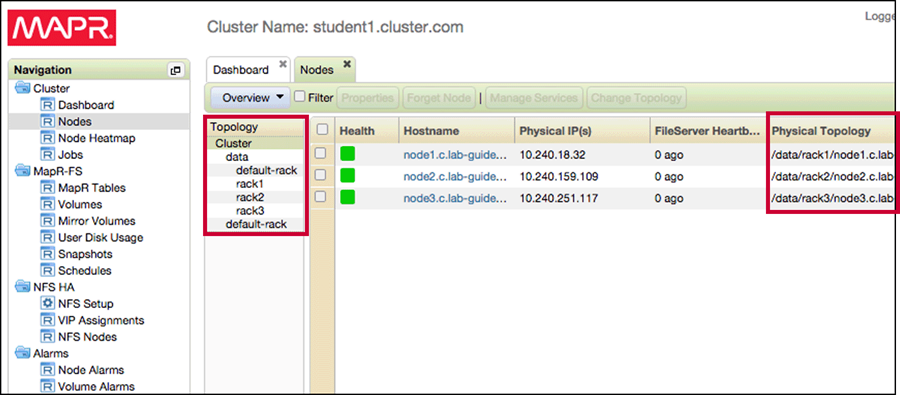 MAPR.
Cluster Name: student1.cluster.com
Logge
Navigation
Cluster
Dashboard
Nodes
Node Heatmap
Jobs
MapR-FS
MapR Tables
Volumes
Mirror Volumes
User Disk Usage
Snapshots
Schedules
NFS HA
NFS Setup
VIP Assignments
NFS Nodes
Alarms
Node Alarms
Volume Alarms
Dashboard
Nodes
Overview
Filter
Properties
Forget Node
Manage Services
Change Topology
Topology
Cluster
data
default-rack
rack1
rack2
rack3
default-rack
Health Hostname Physical IP(s) FileServer Heartb... Physical Topology
node1.c.lab-guide... 10.240.18.32 0 ago /data/rack1/node1.c.lab-
node2.c.lab-guide... 10.240.159.109 0 ago /data/rack2/node2.c.lab-
node3.c.lab-guide... 10.240.251.117 0 ago /data/rack3/node3.c.lab-